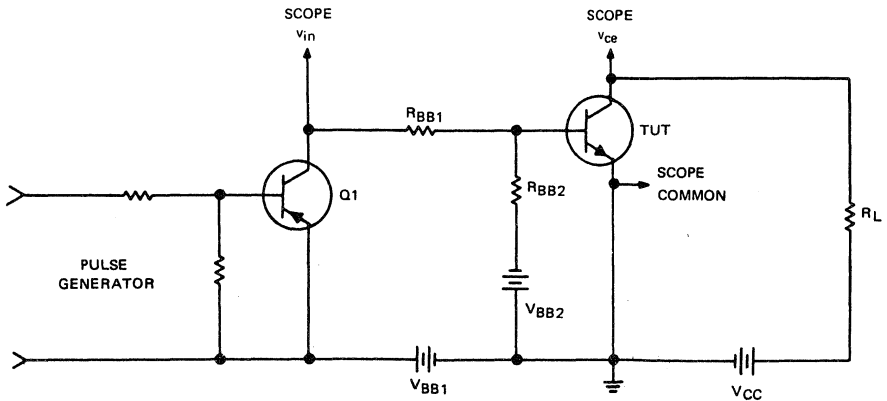 SCOPE
v_in
SCOPE
v_ce
R_BB1
TUT
Q1
R_BB2
SCOPE
COMMON
R_L
PULSE
GENERATOR
V_BB2
V_BB1
V_CC